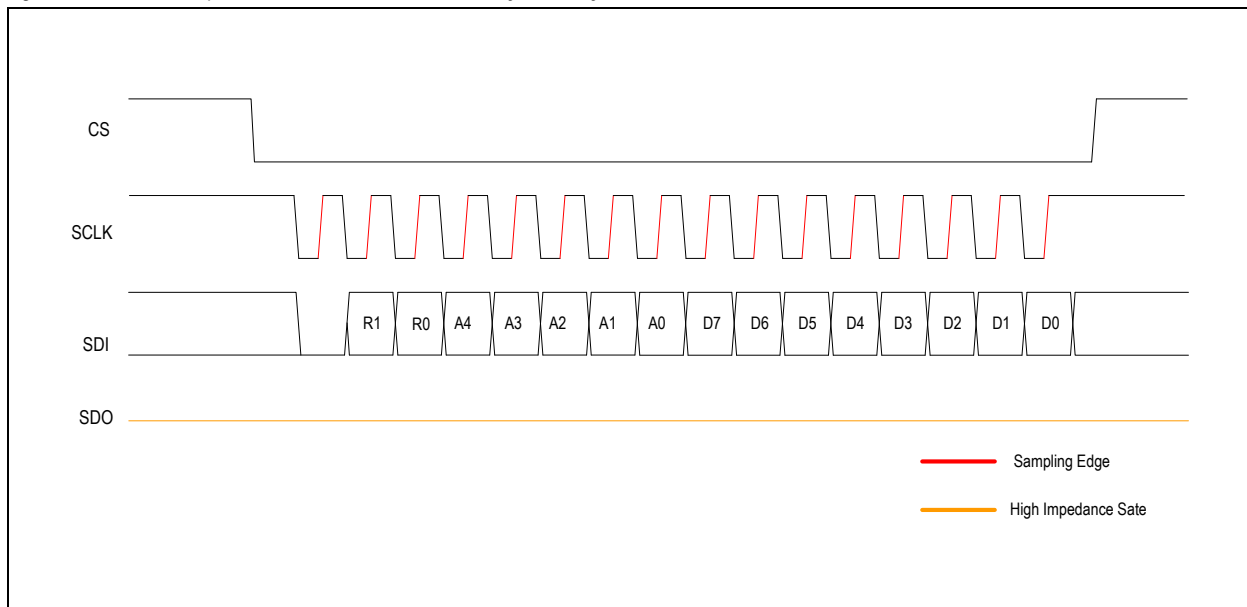 CS
SCLK
SDI
R1 R0 A4 A3 A2 A1 A0 D7 D6 D5 D4 D3 D2 D1 D0
SDO
Sampling Edge
High Impedance Sate